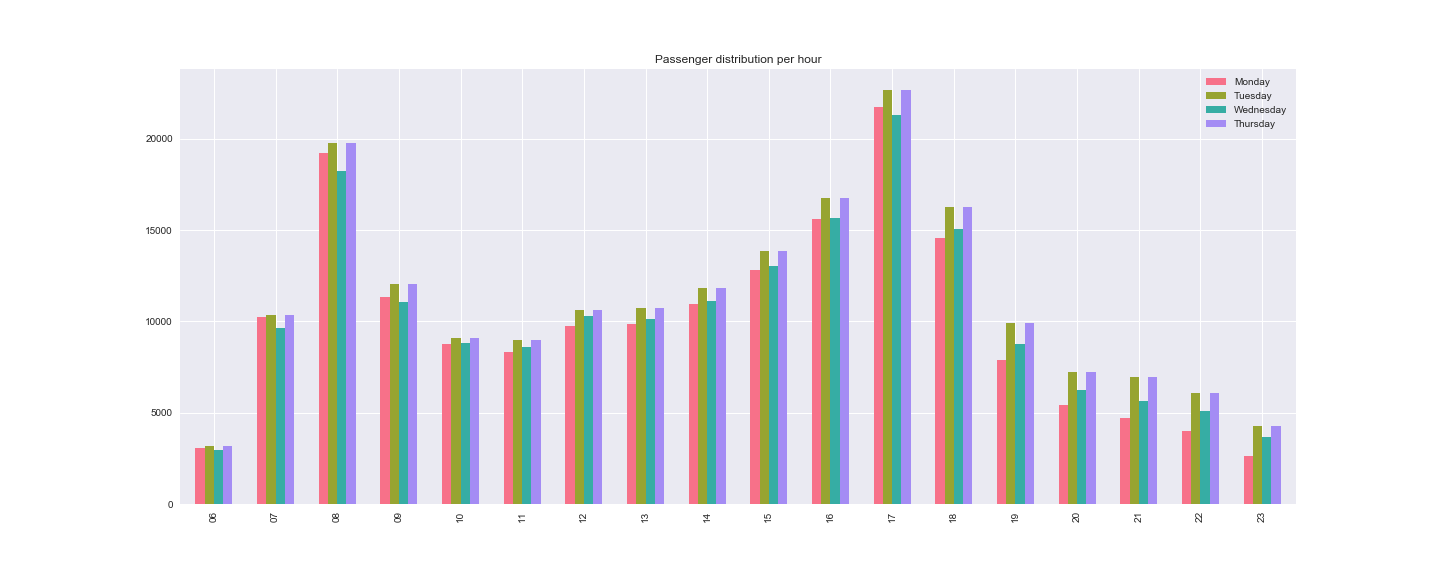 Passenger distribution per hour
Monday
Tuesday
Wednesday
Thursday
20000
15000
10000
5000
0
06 07 08 09 10 11 12 13 14 15 16 17 18 19 20 21 22 23